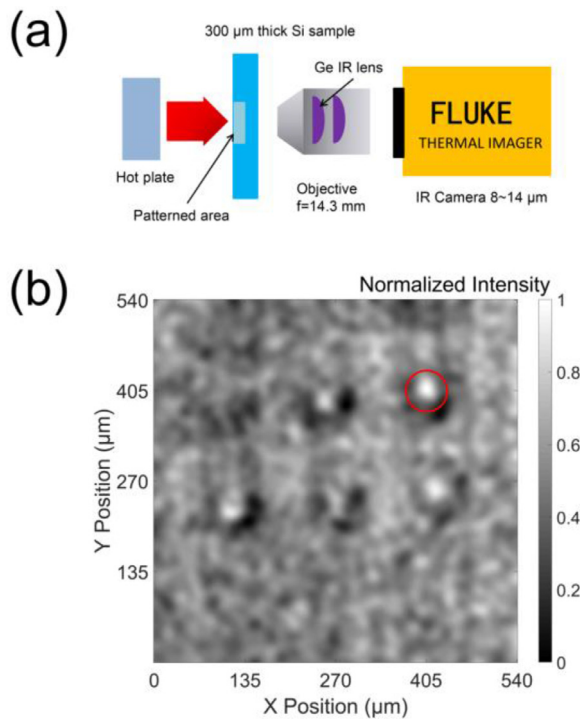 (a)
300 µm thick Si sample
Ge IR lens
FLUKE
THERMAL IMAGER
Hot plate
Patterned area
Objective
f=14.3 mm
IR Camera 8~14 µm
(b)
Normalized Intensity
540
405
270
135
Y Position (µm)
0
135
270
405
540
X Position (µm)
1
0.8
0.6
0.4
0.2
0